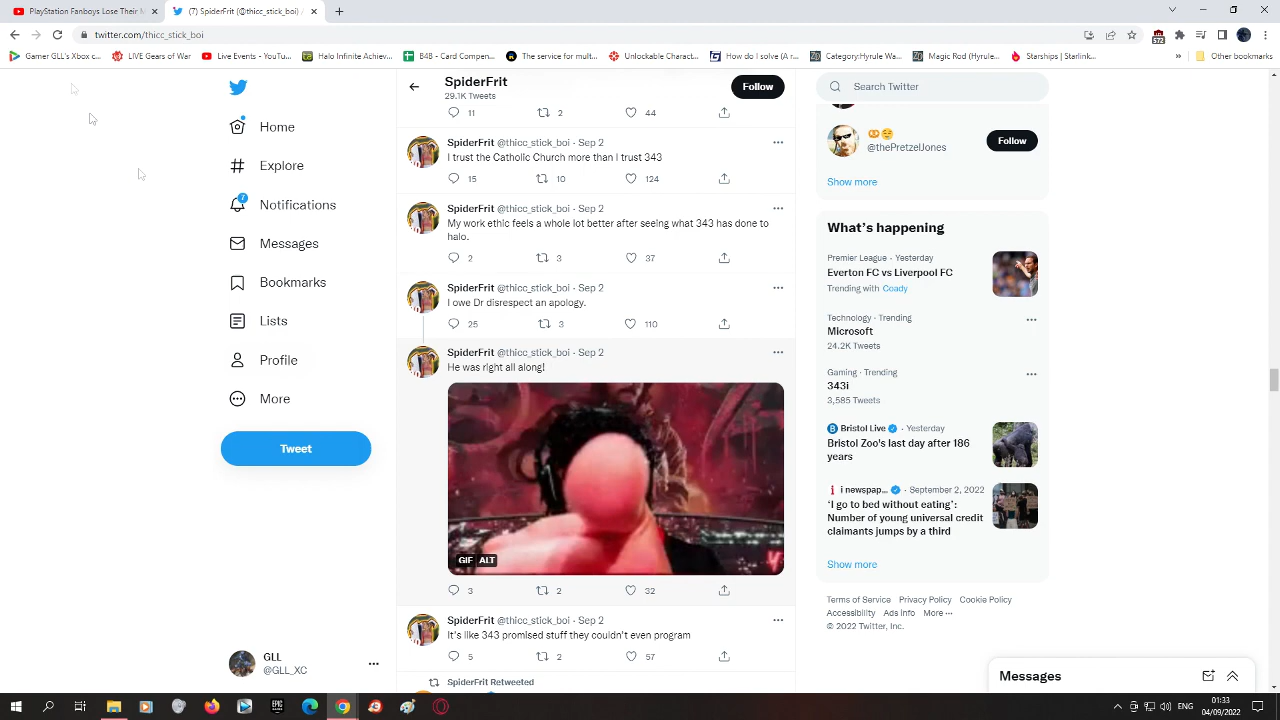 PlayStation Fanboys Lose Their M
(7) SpiderFrit (@thicc_stick_boi) /
twitter.com/thicc_stick_boi
572
Gamer GLL's Xbox c...
LIVE Gears of War
Live Events - YouTu...
Halo Infinite Achiev...
B4B - Card Compen...
The service for mult...
Unlockable Charact...
How do I solve (A r...
Category:Hyrule Wa...
Magic Rod (Hyrule...
Starships : Starlink...
»
Other bookmarks
SpiderFrit
29.1K Tweets
Follow
Search Twitter
Home
Explore
7
Notifications
Messages
Bookmarks
Lists
Profile
More
Tweet
GLL
@GLL_XC
11 2 44
SpiderFrit @thicc_stick_boi · Sep 2
I trust the Catholic Church more than I trust 343
15 10 124
SpiderFrit @thicc_stick_boi · Sep 2
My work ethic feels a whole lot better after seeing what 343 has done to
halo.
2 3 37
SpiderFrit @thicc_stick_boi · Sep 2
I owe Dr disrespect an apology.
25 3 110
SpiderFrit @thicc_stick_boi · Sep 2
He was right all along!
GIF ALT
3 2 32
SpiderFrit @thicc_stick_boi · Sep 2
It's like 343 promised stuff they couldn't even program
5 2 57
SpiderFrit Retweeted
@thePretzelJones
Follow
Show more
What's happening
Premier League · Yesterday
Everton FC vs Liverpool FC
Trending with Coady
Technology · Trending
Microsoft
24.2K Tweets
Gaming · Trending
343i
3,585 Tweets
Bristol Live · Yesterday
Bristol Zoo's last day after 186
years
i newspap... · September 2, 2022
'I go to bed without eating':
Number of young universal credit
claimants jumps by a third
Show more
Terms of Service Privacy Policy Cookie Policy
Accessibility Ads info More ···
© 2022 Twitter, Inc.
Messages
ENG
01:33
04/09/2022